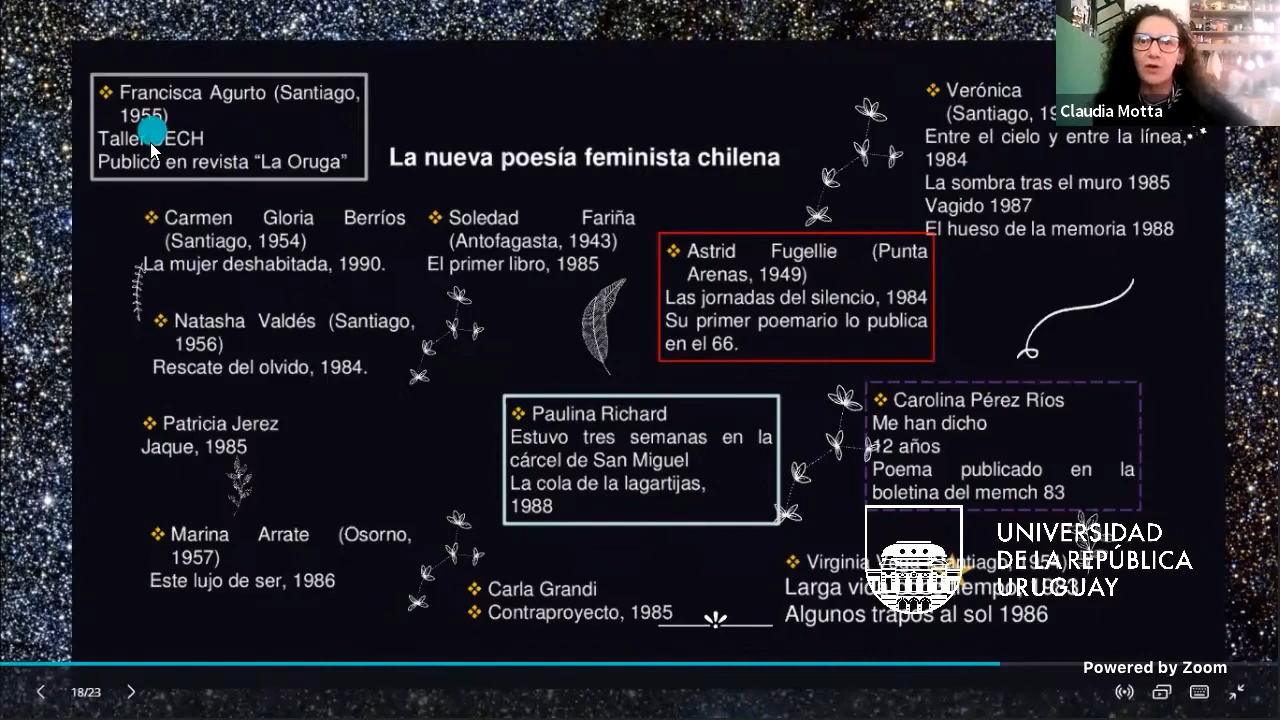 Francisca Agurto (Santiago,
1955)
Taller ECH
Publicó en revista “La Oruga”
La nueva poesía feminista chilena
Verónica
(Santiago,
Entre el cielo y entre la línea,
1984
La sombra tras el muro 1985
Vagido 1987
El hueso de la memoria 1988
Claudia Motta
Carmen Gloria Berríos
(Santiago, 1954)
La mujer deshabitada, 1990.
Soledad Fariña
(Antofagasta, 1943)
El primer libro, 1985
Astrid Fugellie (Punta
Arenas, 1949)
Las jornadas del silencio, 1984
Su primer poemario lo publica
en el 66.
Natasha Valdés (Santiago,
1956)
Rescate del olvido, 1984.
Patricia Jerez
Jaque, 1985
Paulina Richard
Estuvo tres semanas en la
cárcel de San Miguel
La cola de la lagartijas,
1988
Carolina Pérez Ríos
Me han dicho
12 años
Poema publicado en la
boletina del memch 83
Marina Arrate (Osorno,
1957)
Este lujo de ser, 1986
Carla Grandi
Contraproyecto, 1985
Virginia
Larga
Algunos trapos al sol 1986
UNIVERSIDAD
DE LA REPÚBLICA
URUGUAY
Powered by Zoom
18/23